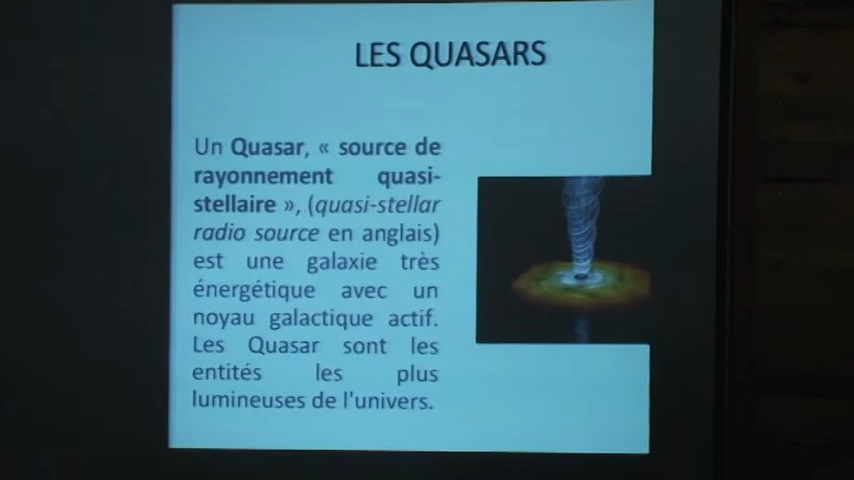 LES QUASARS
Un Quasar, « source de
rayonnement quasi-
stellaire », (quasi-stellar
radio source en anglais)
est une galaxie très
énergétique avec un
noyau galactique actif.
Les Quasar sont les
entités les plus
lumineuses de l'univers.